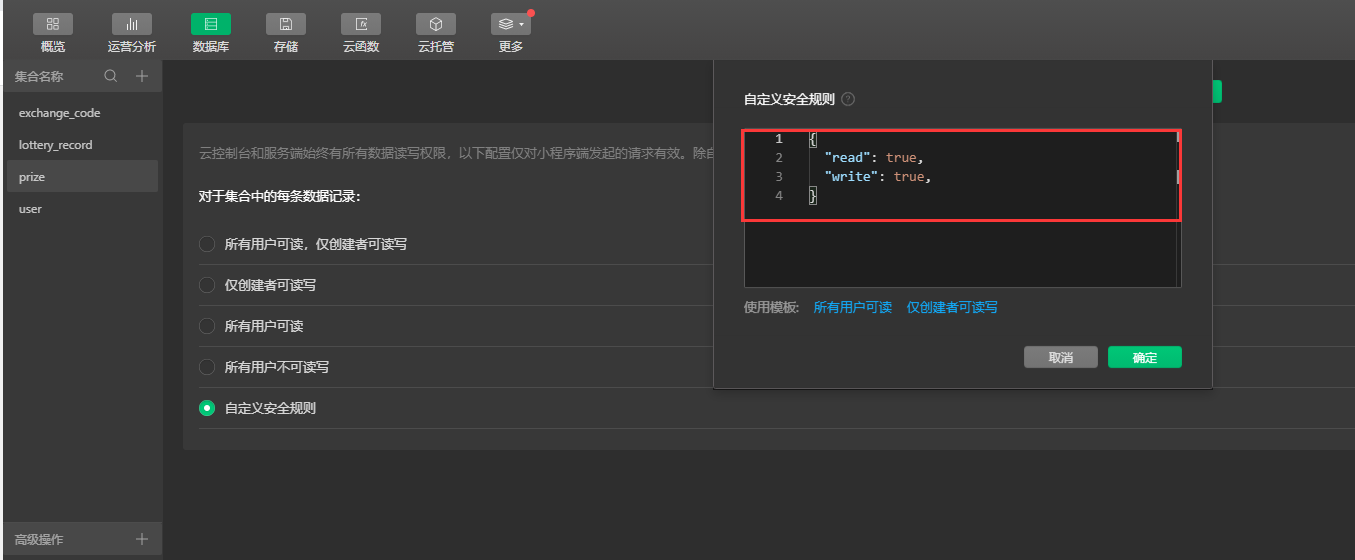 概览 运营分析 数据库 存储 云函数 云托管 更多
集合名称
exchange_code
lottery_record
prize
user
高级操作
云控制台和服务端始终有所有数据读写权限，以下配置仅对小程序端发起的请求有效。除
对于集合中的每条数据记录：
所有用户可读，仅创建者可读写
仅创建者可读写
所有用户可读
所有用户不可读写
自定义安全规则
自定义安全规则 ?
1 {
2 "read": true,
3 "write": true,
4 }
使用模板: 所有用户可读 仅创建者可读写
取消 确定